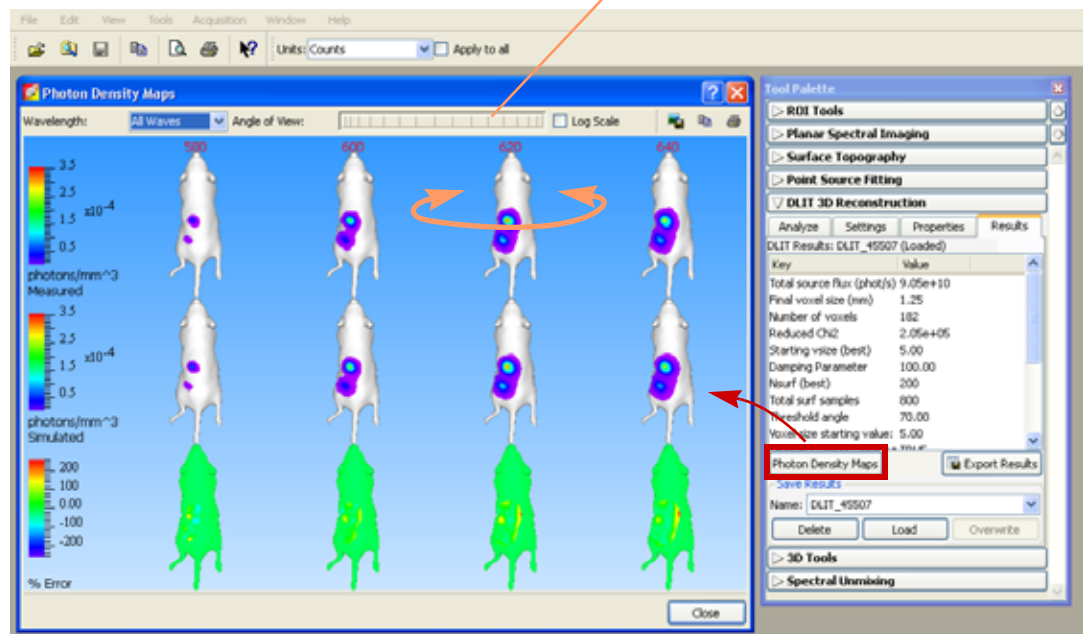 File Edit View Tools Acquisition Window Help
Units: Counts Apply to all
Photon Density Maps
Wavelength: All Waves Angle of View: Log Scale
580 600 620 640
3.5
2.5
1.5 x10^-4
0.5
photons/mm^3
Measured
3.5
2.5
1.5 x10^-4
0.5
photons/mm^3
Simulated
200
100
0.00
-100
-200
% Error
Close
Tool Palette
ROI Tools
Planar Spectral Imaging
Surface Topography
Point Source Fitting
DLIT 3D Reconstruction
Analyze Settings Properties Results
DLIT Results: DLIT_45507 (Loaded)
Key Value
Total source flux (phot/s) 9.05e+10
Final voxel size (mm) 1.25
Number of voxels 182
Reduced Chi2 2.05e+05
Starting vsize (best) 5.00
Damping Parameter 100.00
Nsurf (best) 200
Total surf samples 800
Threshold angle 70.00
Voxel size starting value: 5.00
Photon Density Maps Export Results
Save Results
Name: DLIT_45507
Delete Load Overwrite
3D Tools
Spectral Unmixing